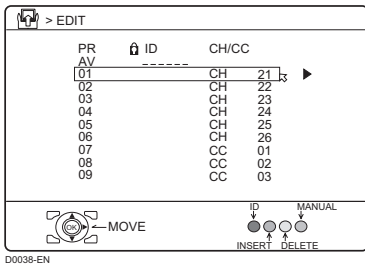 > EDIT
PR ID CH/CC
AV ------
01 CH 21
02 CH 22
03 CH 23
04 CH 24
05 CH 25
06 CH 26
07 CC 01
08 CC 02
09 CC 03
OK MOVE
ID MANUAL
INSERT DELETE
D0038-EN